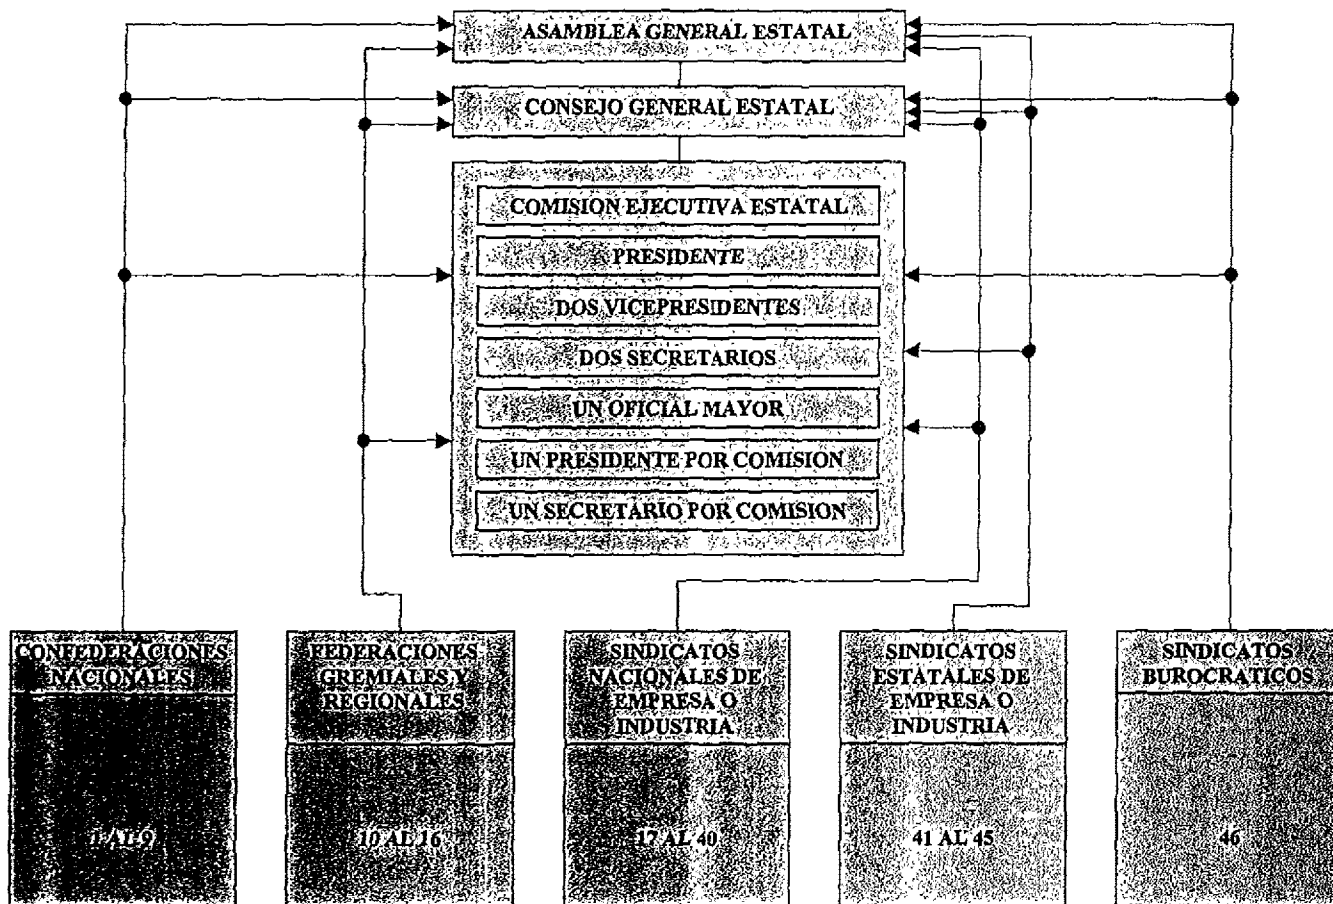 ASAMBLEA GENERAL ESTATAL
CONSEJO GENERAL ESTATAL
COMISION EJECUTIVA ESTATAL
PRESIDENTE
DOS VICEPRESIDENTES
DOS SECRETARIOS
UN OFICIAL MAYOR
UN PRESIDENTE POR COMISION
UN SECRETARIO POR COMISION
CONFEDERACIONES
NACIONALES
1 AL 9
FEDERACIONES
GREMIALES Y
REGIONALES
10 AL 16
SINDICATOS
NACIONALES DE
EMPRESA O
INDUSTRIA
17 AL 40
SINDICATOS
ESTATALES DE
EMPRESA O
INDUSTRIA
41 AL 45
SINDICATOS
BUROCRATICOS
46